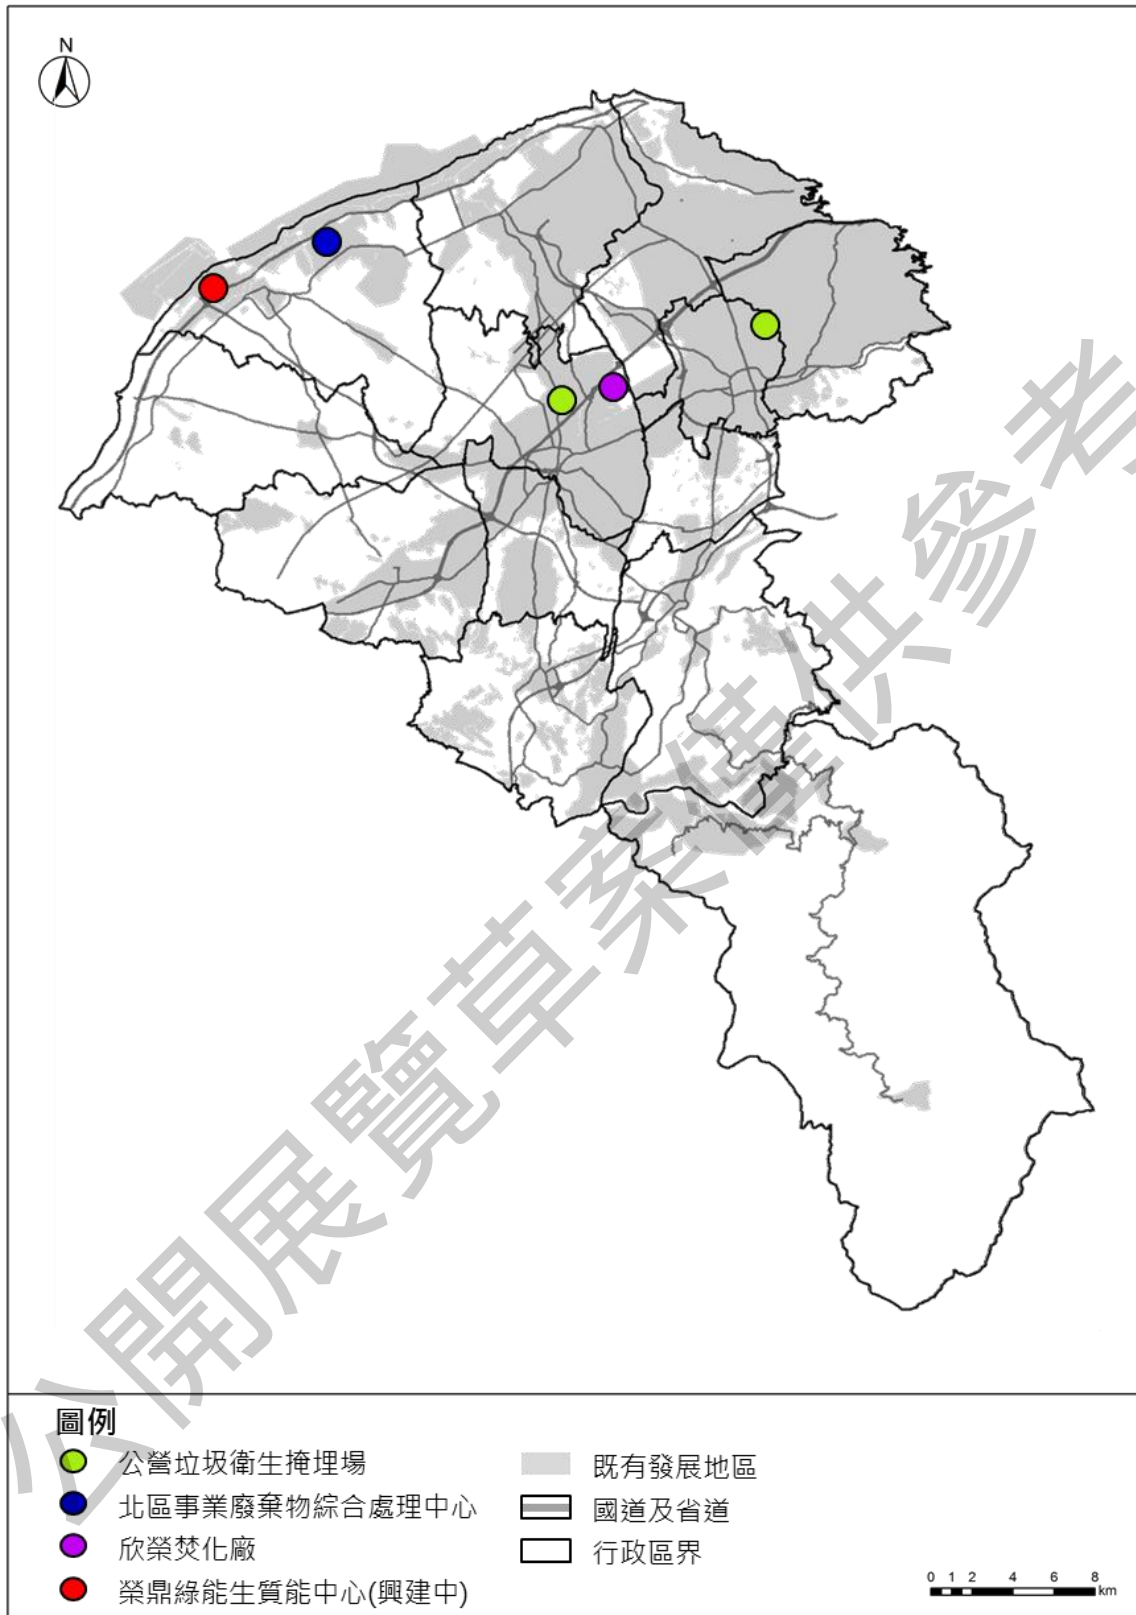 N
公開展覽草案僅供參考
圖例
公營垃圾衛生掩埋場
北區事業廢棄物綜合處理中心
欣榮焚化廠
榮鼎綠能生質能中心(興建中)
既有發展地區
國道及省道
行政區界
0 1 2 4 6 8
km